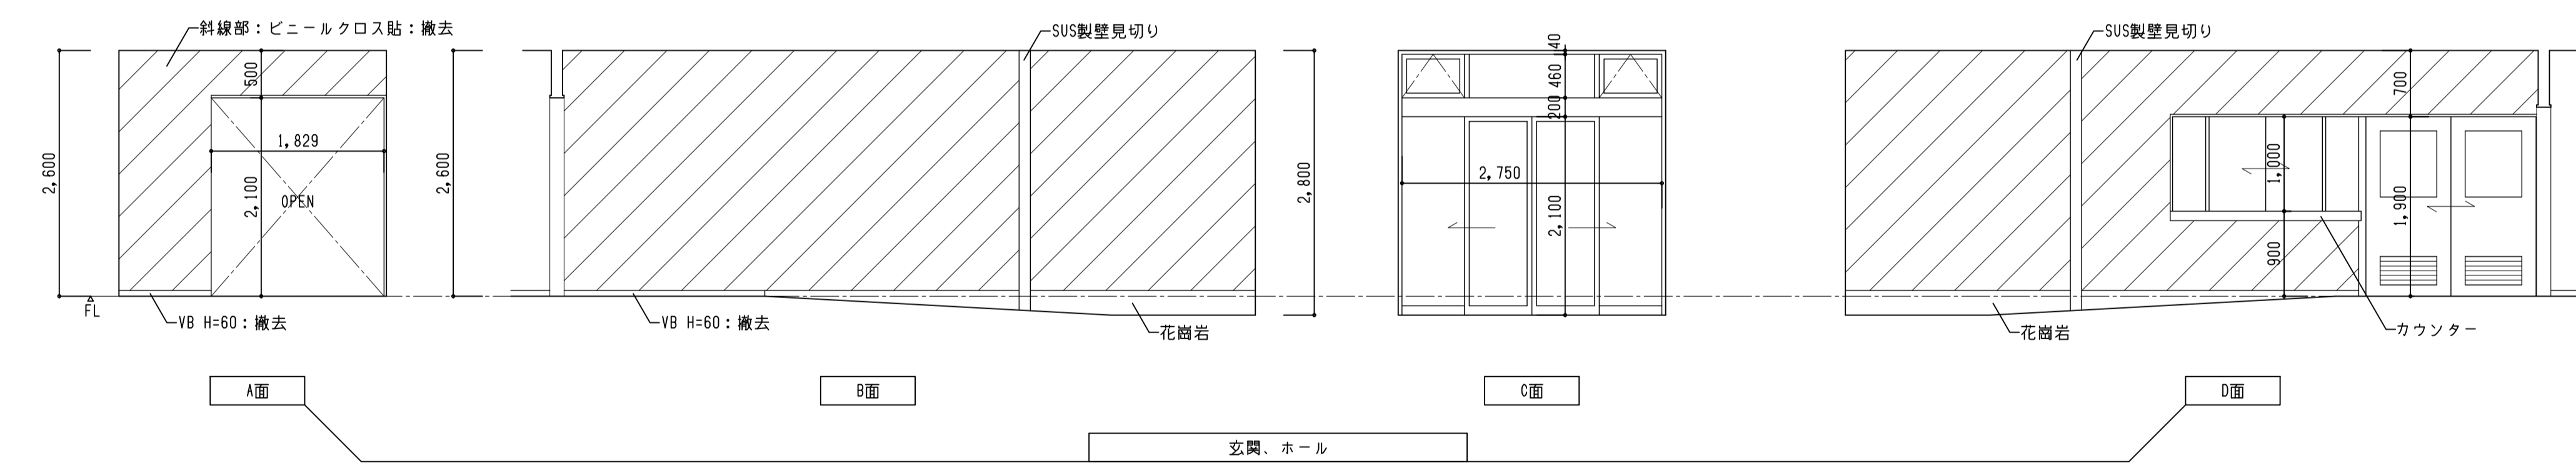 斜線部：ビニールクロス貼：撤去
SUS製壁見切り
SUS製壁見切り
2,600
500
1,829
2,100
OPEN
FL
VB H=60：撤去
2,600
VB H=60：撤去
花崗岩
2,800
40
460
200
2,750
2,100
700
1,000
1,900
900
花崗岩
カウンター
A面
B面
C面
D面
玄関、ホール